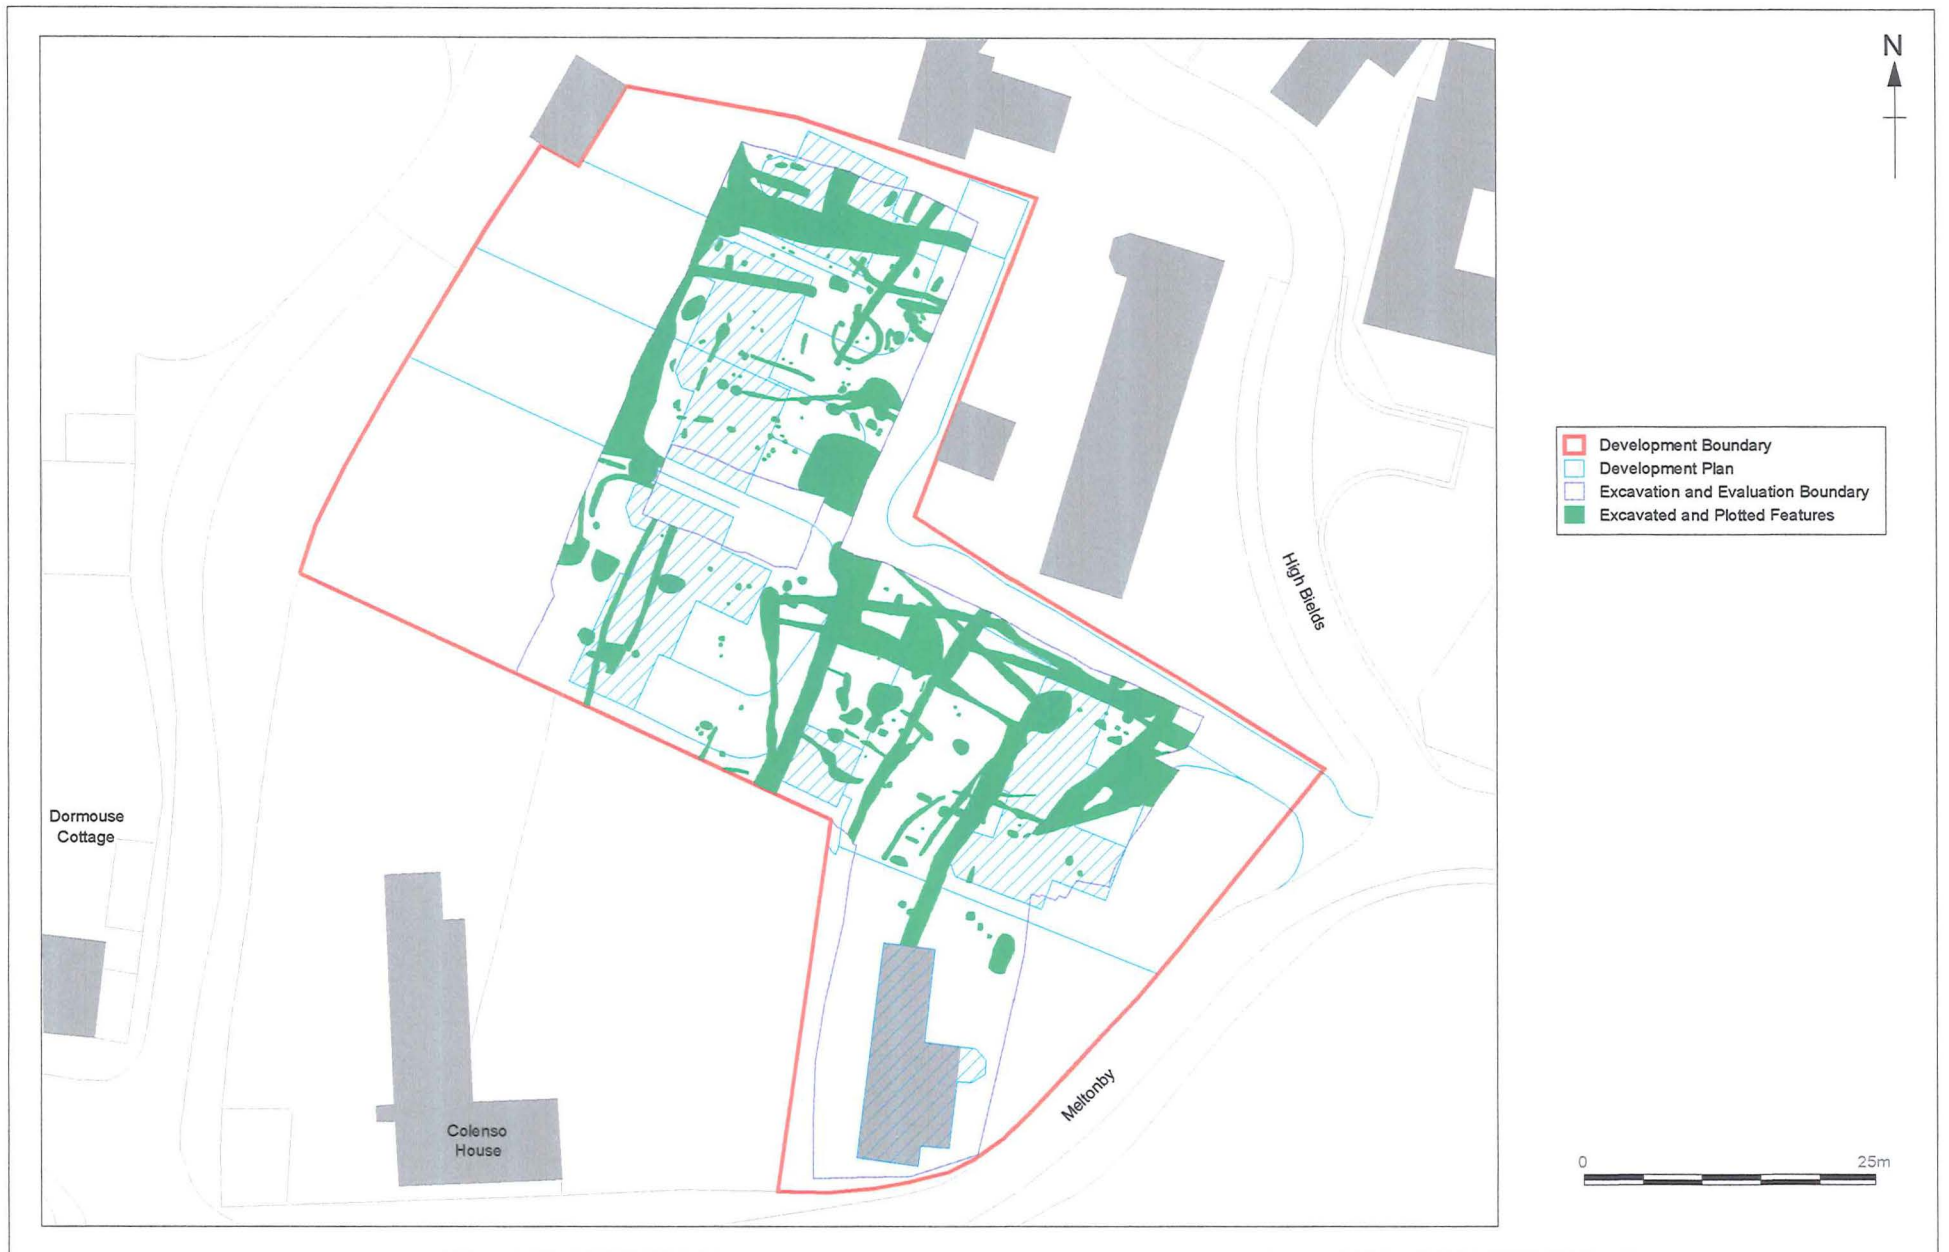 N
Development Boundary
Development Plan
Excavation and Evaluation Boundary
Excavated and Plotted Features
High Bields
Dormouse
Cottage
Meltonby
Colenso
House
0 25m